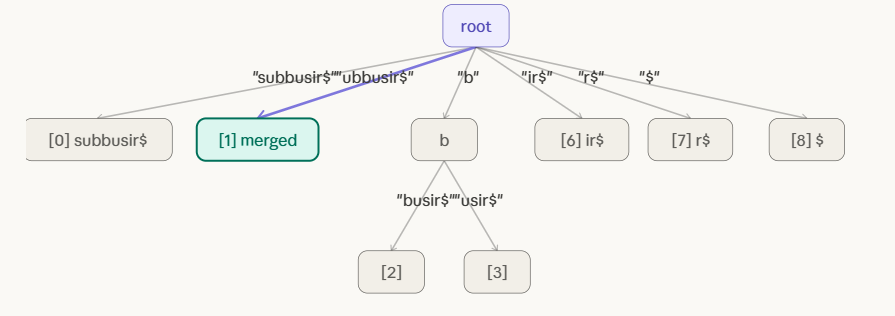 root
"subbusir$" "ubbusir$" "b" "ir$" "r$" "$"
[0] subbusir$ [1] merged b [6] ir$ [7] r$ [8] $
"busir$" "usir$"
[2] [3]